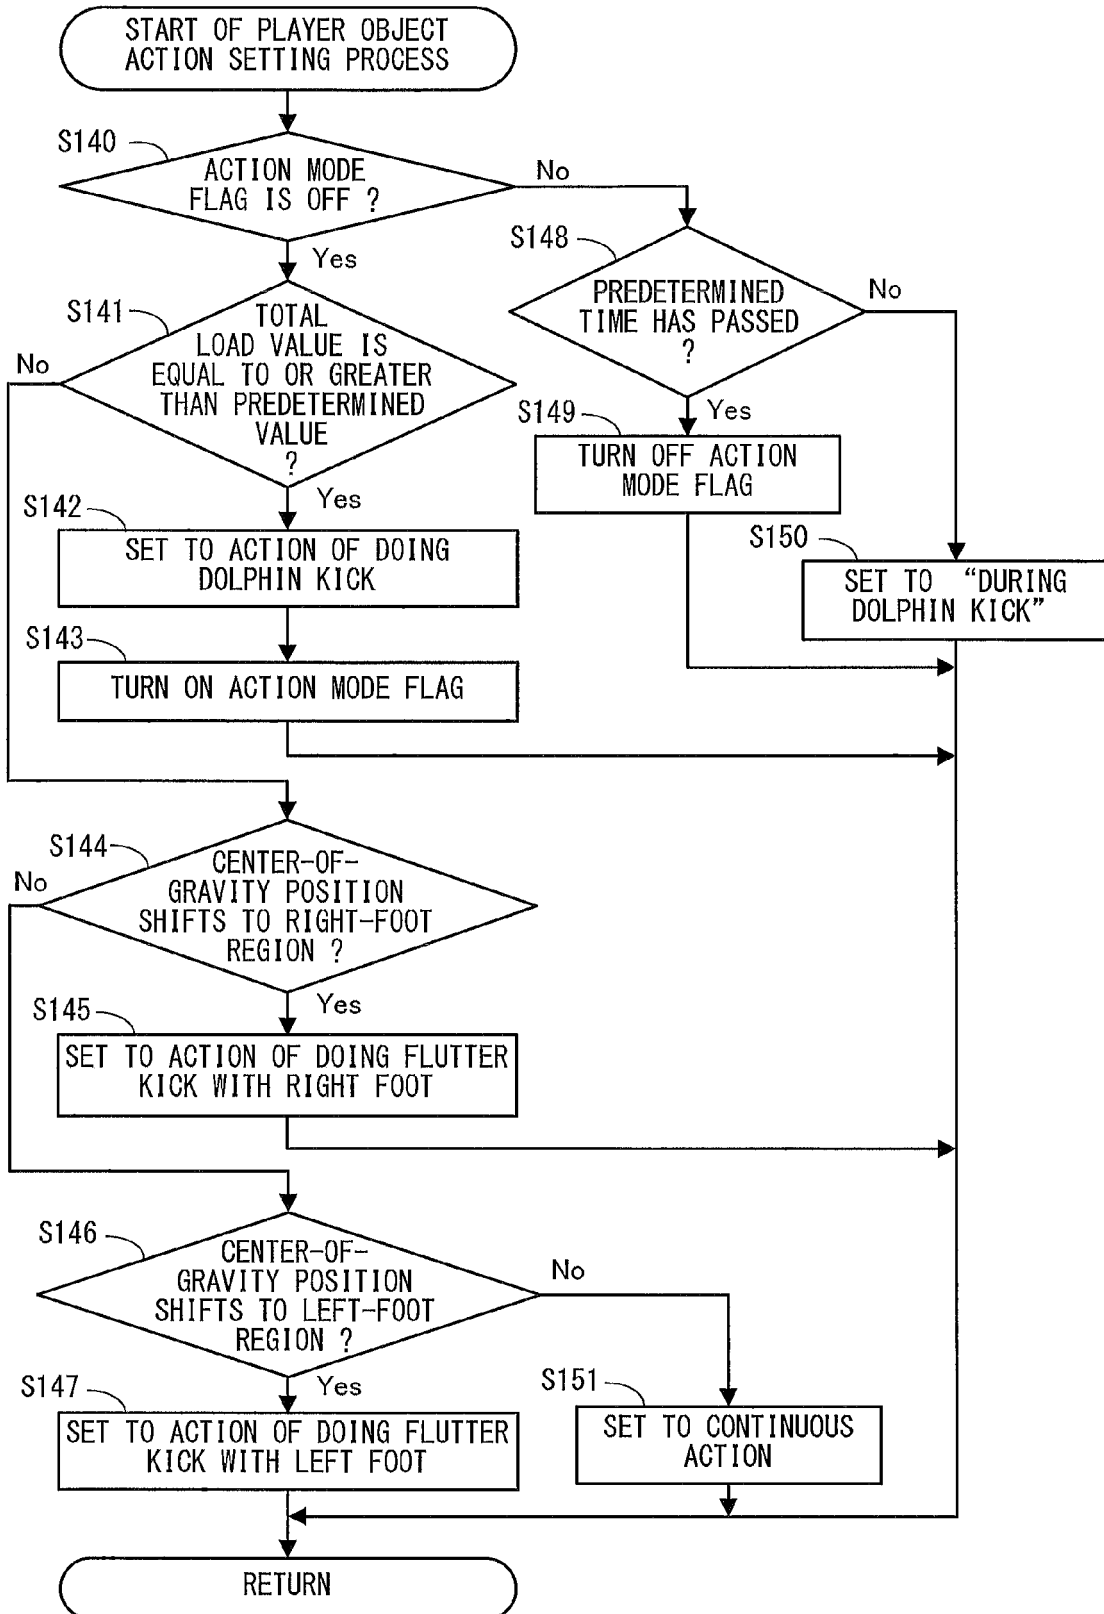 START OF PLAYER OBJECT
ACTION SETTING PROCESS
S140
ACTION MODE
FLAG IS OFF ?
No
Yes
S148
PREDETERMINED
TIME HAS PASSED
?
No
Yes
S141
TOTAL
LOAD VALUE IS
EQUAL TO OR GREATER
THAN PREDETERMINED
VALUE
?
No
Yes
S149
TURN OFF ACTION
MODE FLAG
S142
SET TO ACTION OF DOING
DOLPHIN KICK
S150
SET TO “DURING
DOLPHIN KICK”
S143
TURN ON ACTION MODE FLAG
S144
CENTER-OF-
GRAVITY POSITION
SHIFTS TO RIGHT-FOOT
REGION ?
No
Yes
S145
SET TO ACTION OF DOING FLUTTER
KICK WITH RIGHT FOOT
S146
CENTER-OF-
GRAVITY POSITION
SHIFTS TO LEFT-FOOT
REGION ?
No
Yes
S147
SET TO ACTION OF DOING FLUTTER
KICK WITH LEFT FOOT
S151
SET TO CONTINUOUS
ACTION
RETURN